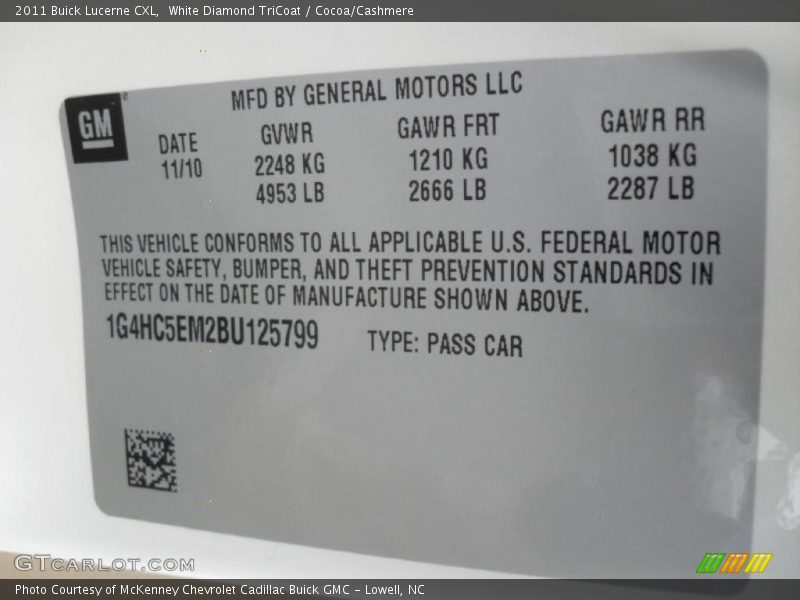 2011 Buick Lucerne CXL,  White Diamond TriCoat / Cocoa/Cashmere
GM
MFD BY GENERAL MOTORS LLC
DATE GVWR GAWR FRT GAWR RR
11/10 2248 KG 1210 KG 1038 KG
4953 LB 2666 LB 2287 LB
THIS VEHICLE CONFORMS TO ALL APPLICABLE U.S. FEDERAL MOTOR
VEHICLE SAFETY, BUMPER, AND THEFT PREVENTION STANDARDS IN
EFFECT ON THE DATE OF MANUFACTURE SHOWN ABOVE.
1G4HC5EM2BU125799 TYPE: PASS CAR
GTCARLOT.COM
Photo Courtesy of McKenney Chevrolet Cadillac Buick GMC - Lowell, NC